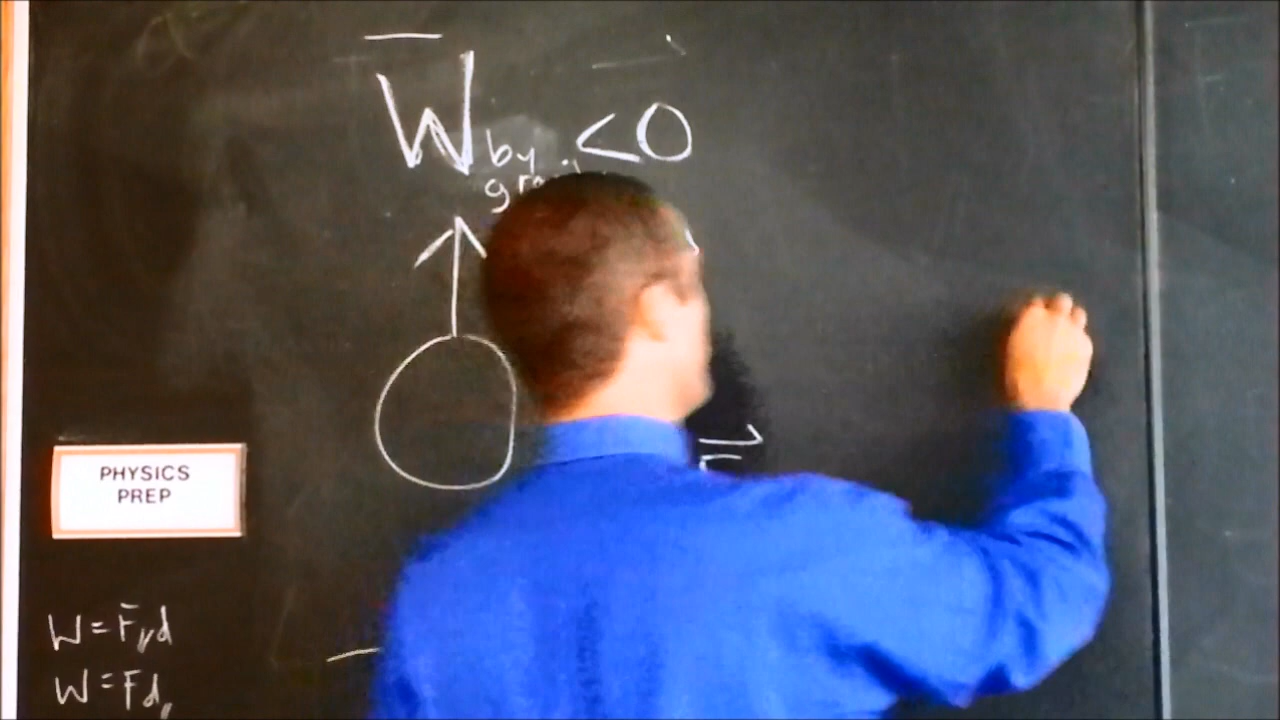 W by <0
PHYSICS
PREP
W = F∥d
W = Fd∥